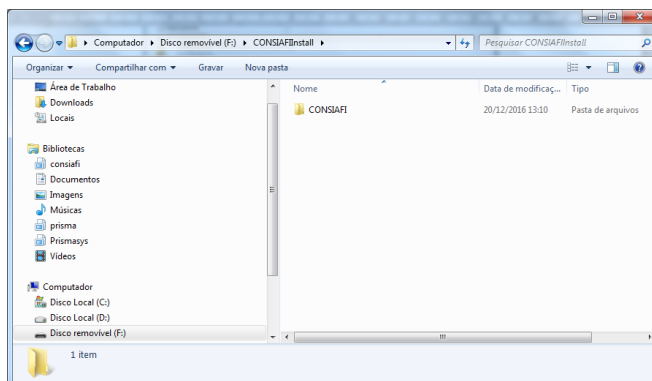 Computador ▸ Disco removível (F:) ▸ CONSIAFIInstall ▸
Pesquisar CONSIAFIInstall
Organizar Compartilhar com Gravar Nova pasta
Área de Trabalho
Downloads
Locais
Bibliotecas
consiafi
Documentos
Imagens
Músicas
prisma
Prismasys
Vídeos
Computador
Disco Local (C:)
Disco Local (D:)
Disco removível (F:)
Nome Data de modificaç... Tipo
CONSIAFI 20/12/2016 13:10 Pasta de arquivos
1 item